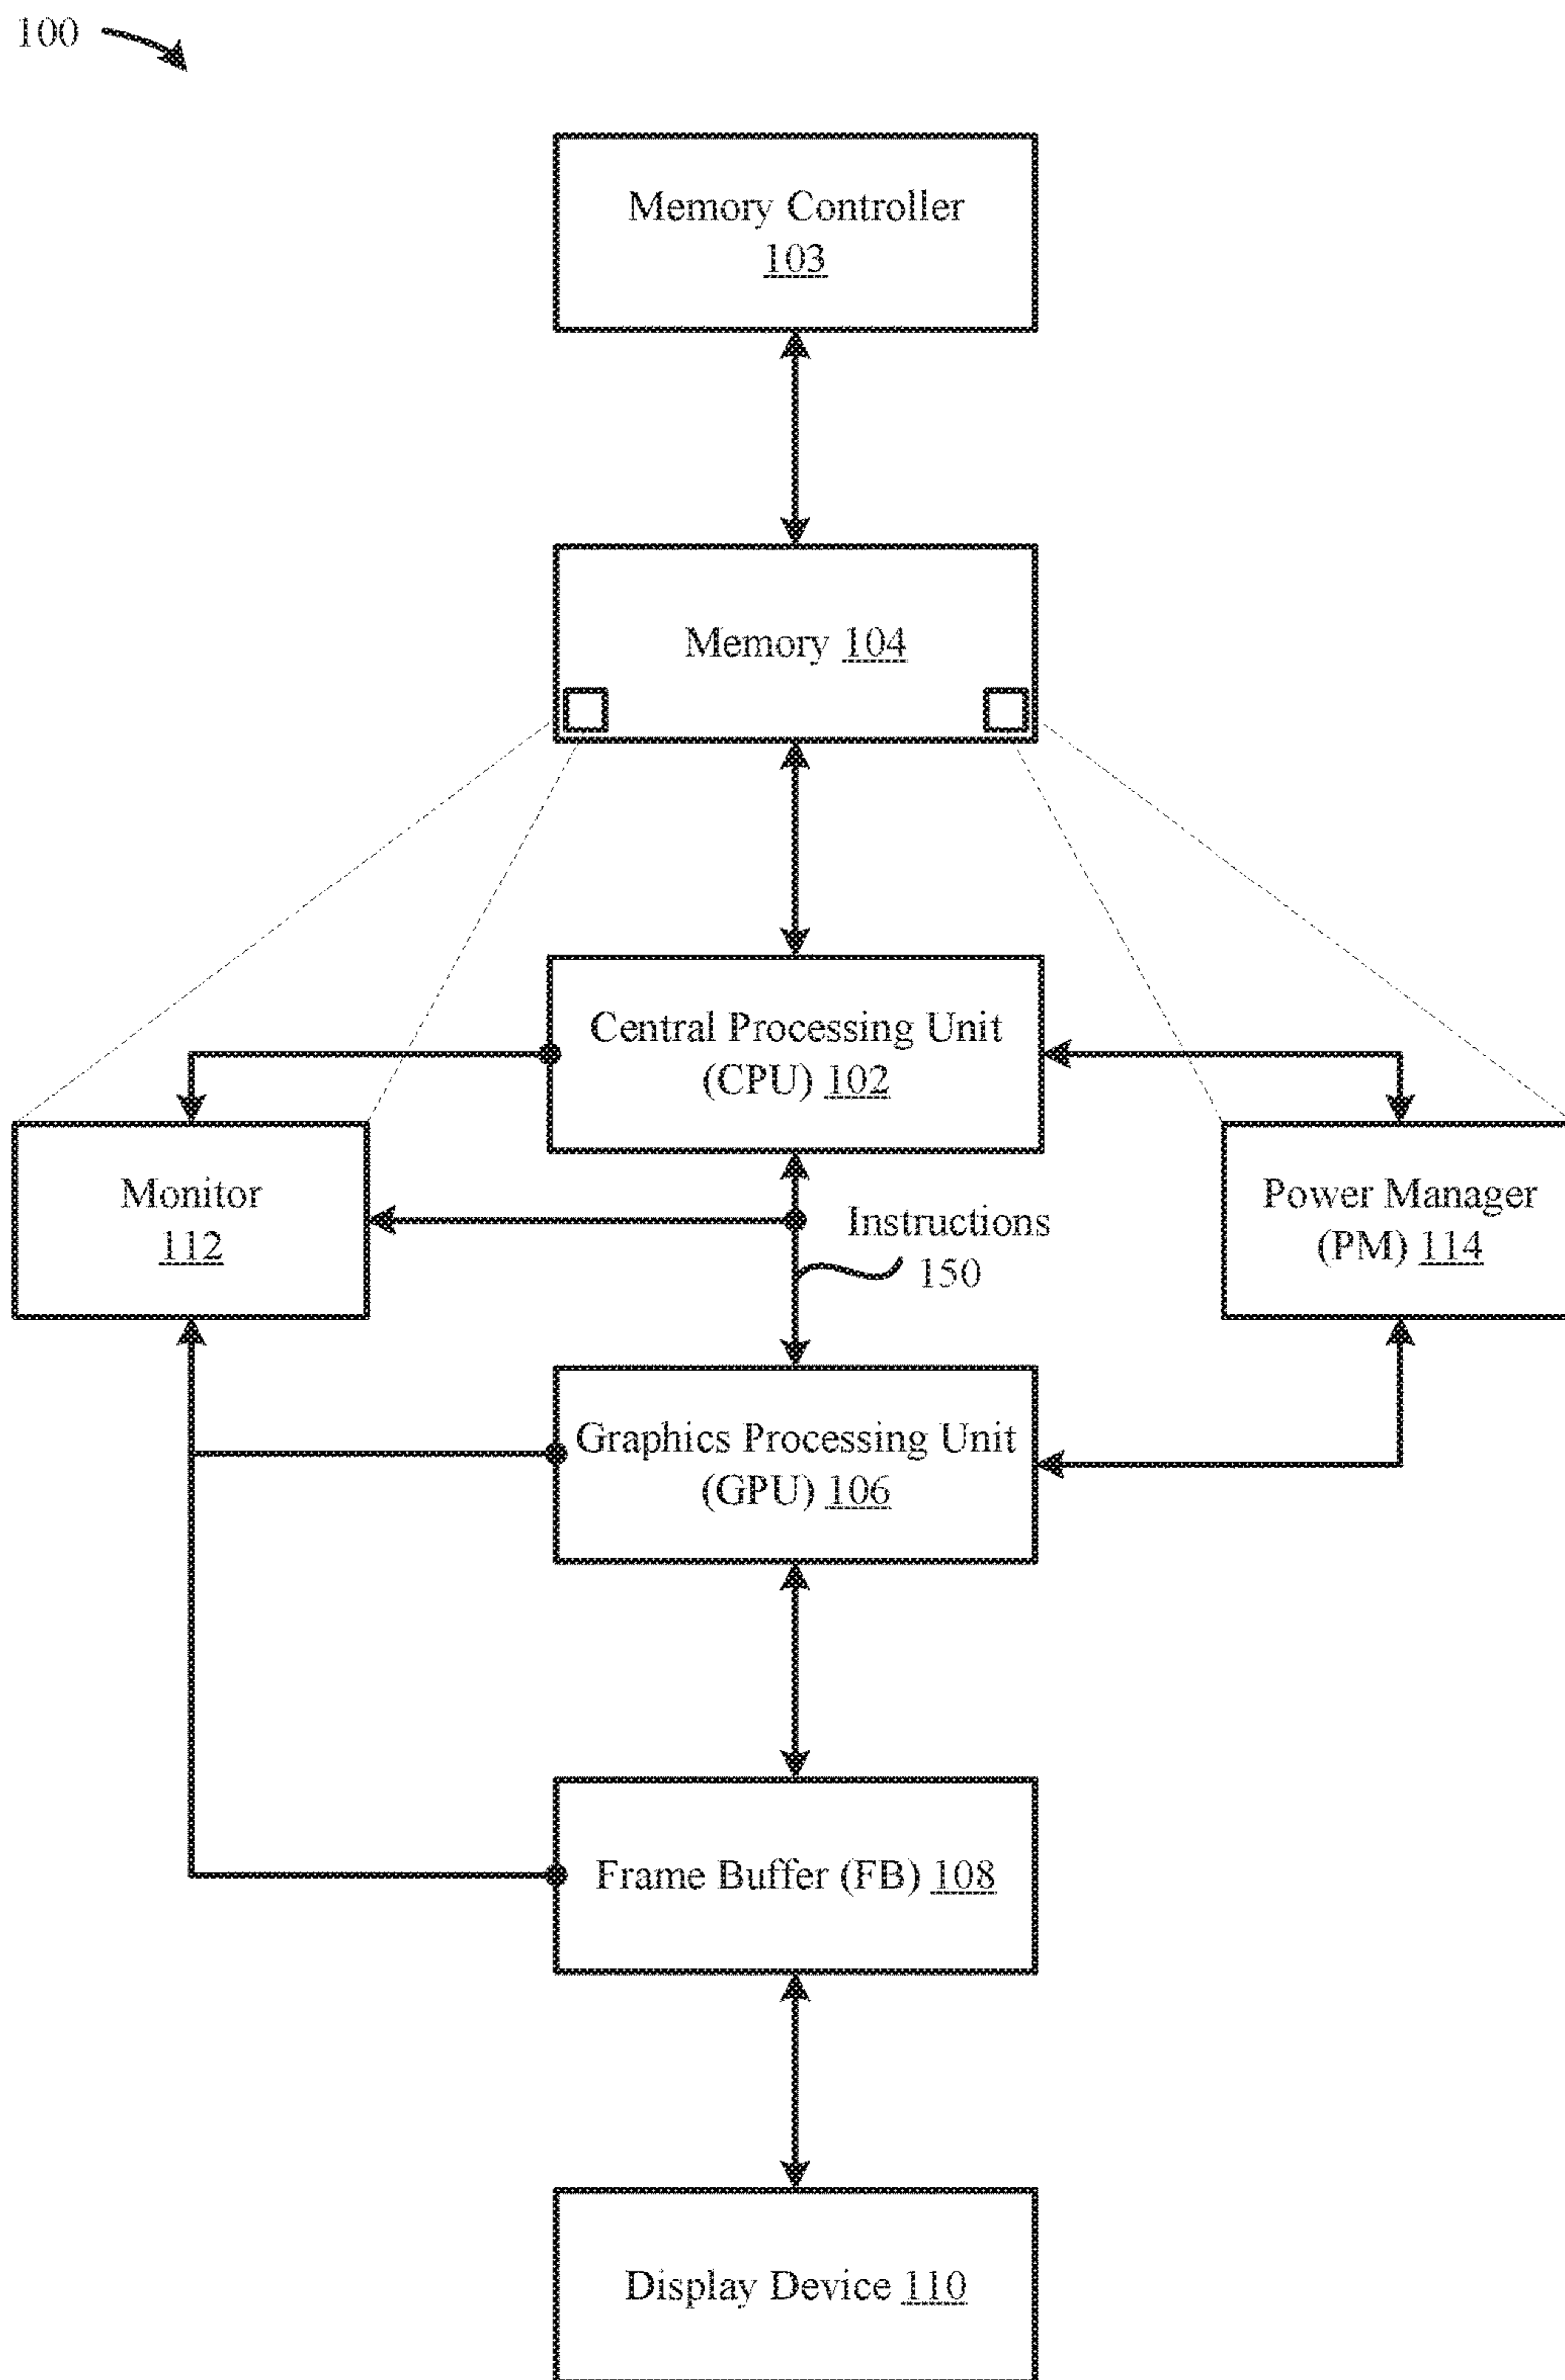 100
Memory Controller
103
Memory 104
Central Processing Unit
(CPU) 102
Monitor
112
Instructions
150
Power Manager
(PM) 114
Graphics Processing Unit
(GPU) 106
Frame Buffer (FB) 108
Display Device 110